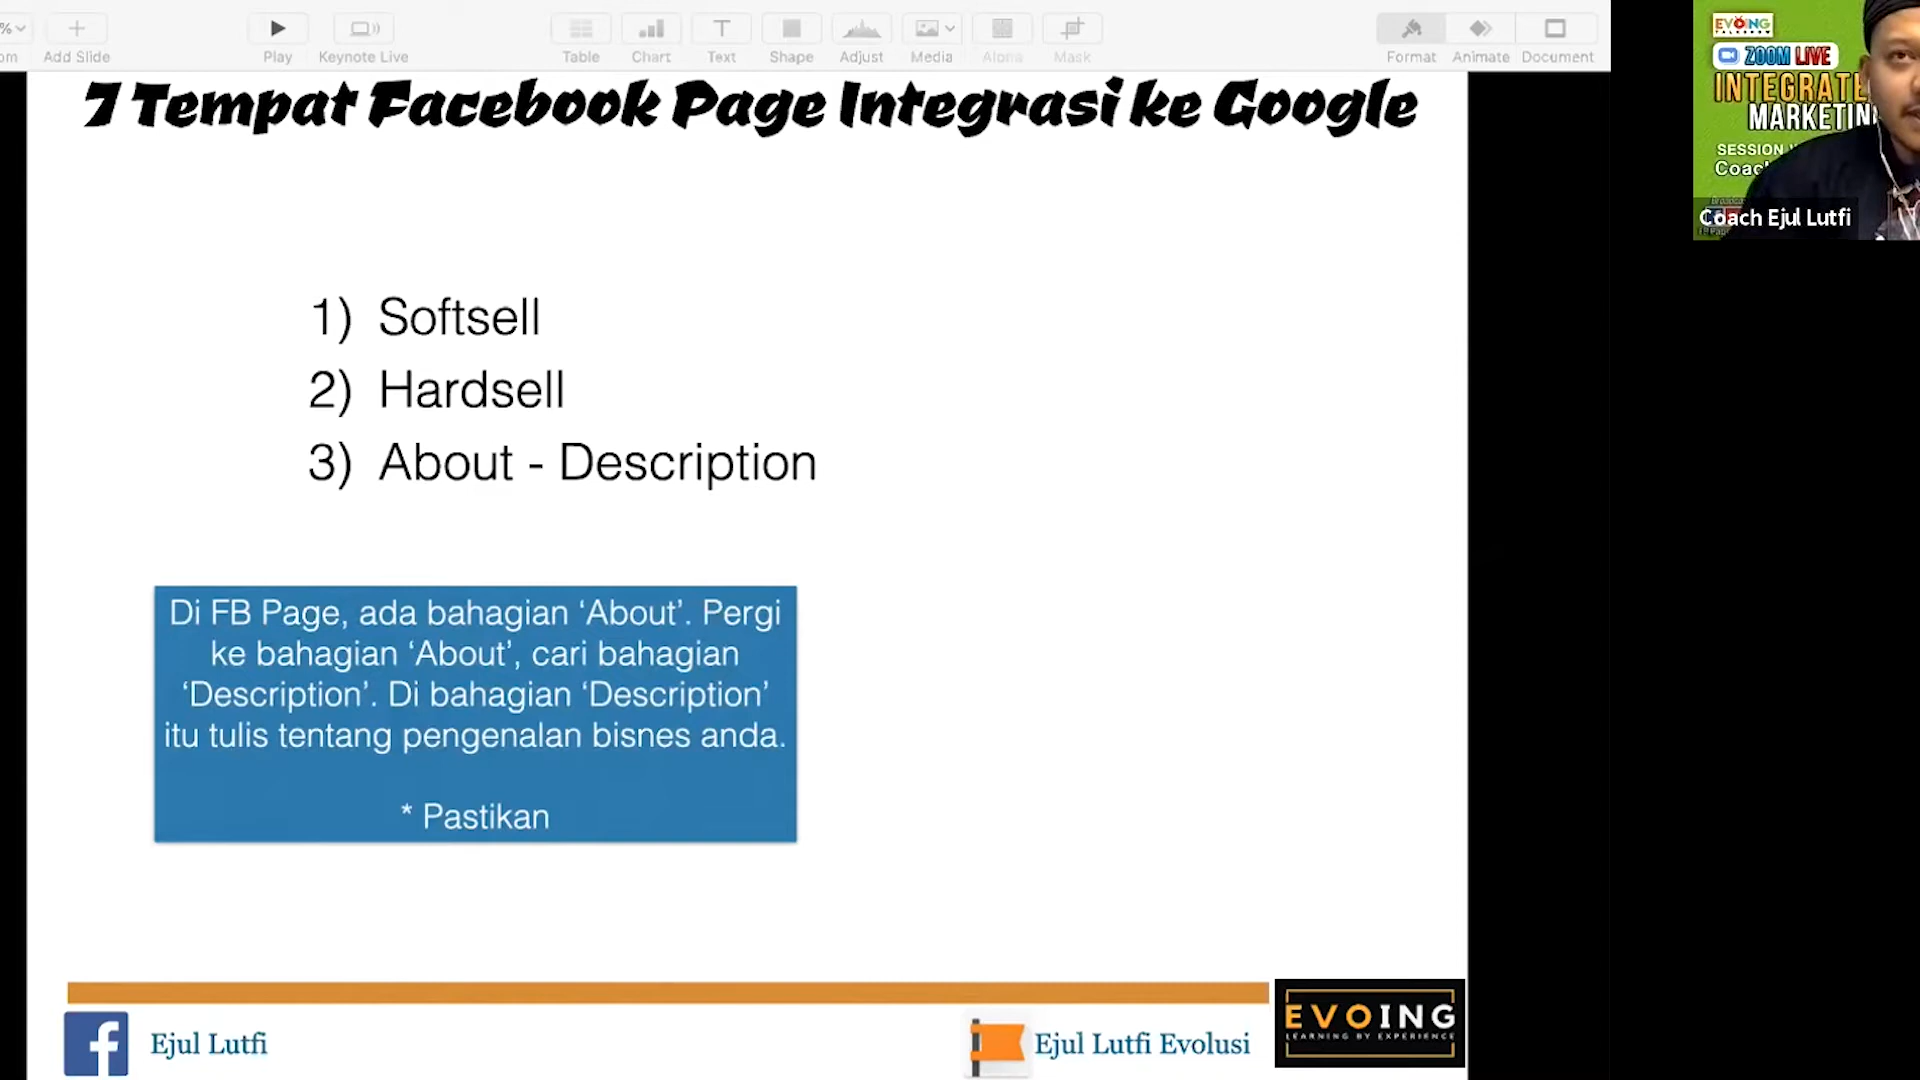 Add Slide
Play
Keynote Live
Table
Chart
Text
Shape
Adjust
Media
Mask
Format
Animate
Document
7 Tempat Facebook Page Integrasi ke Google
1) Softsell
2) Hardsell
3) About - Description
Di FB Page, ada bahagian ‘About’. Pergi
ke bahagian ‘About’, cari bahagian
‘Description’. Di bahagian ‘Description’
itu tulis tentang pengenalan bisnes anda.
* Pastikan
Ejul Lutfi
Ejul Lutfi Evolusi
EVOING
LEARNING BY EXPERIENCE
EVOING
ZOOM LIVE
INTEGRATE
MARKETIN
SESSION
Coac
Coach Ejul Lutfi